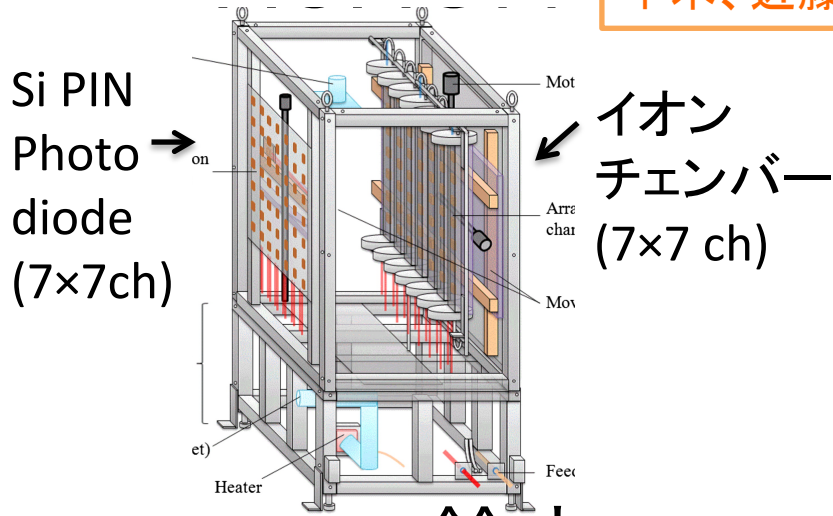 Si PIN
Photo
diode
(7×7ch)
on
et)
Heater
Mot
Arra
char
Mov
Feed
イオン
チェンバー
(7×7 ch)